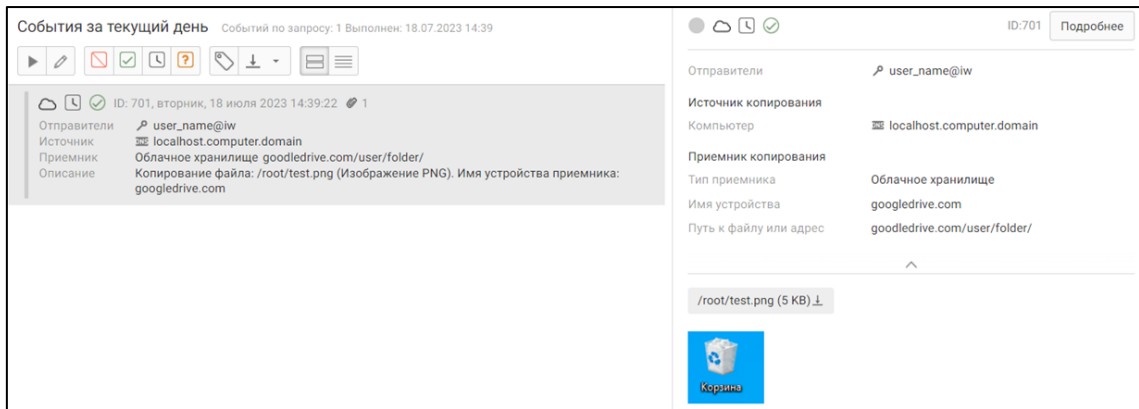 События за текущий день Событий по запросу: 1 Выполнен: 18.07.2023 14:39
ID: 701, вторник, 18 июля 2023 14:39:22 1
Отправители user_name@iw
Источник localhost.computer.domain
Приемник Облачное хранилище goodledrive.com/user/folder/
Описание Копирование файла: /root/test.png (Изображение PNG). Имя устройства приемника:
googledrive.com
ID:701 Подробнее
Отправители user_name@iw
Источник копирования
Компьютер localhost.computer.domain
Приемник копирования
Тип приемника Облачное хранилище
Имя устройства googledrive.com
Путь к файлу или адрес goodledrive.com/user/folder/
/root/test.png (5 KB)
Корзина